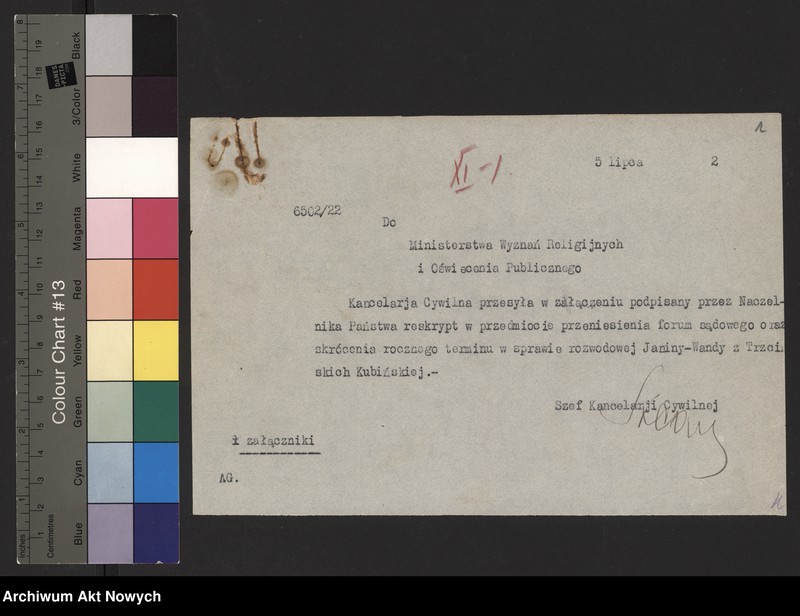 Colour Chart #13
Black
3/Color
White
Magenta
Red
Yellow
Green
Cyan
Blue
Inches
Centimetres
DANES
PICTA
5 lipca 2
XI-1.
6502/22
Do
Ministerstwa Wyznań Religijnych
i Oświecenia Publicznego
Kancelarja Cywilna przesyła w załączeniu podpisany przez Naczel-
nika Państwa reskrypt w przedmiocie przeniesienia forum sądowego oraz
skrócenia rocznego terminu w sprawie rozwodowej Janiny-Wandy z Trzciń
skich Kubińskiej.-
Szef Kancelarji Cywilnej
1 załączniki
AG.
Archiwum Akt Nowych